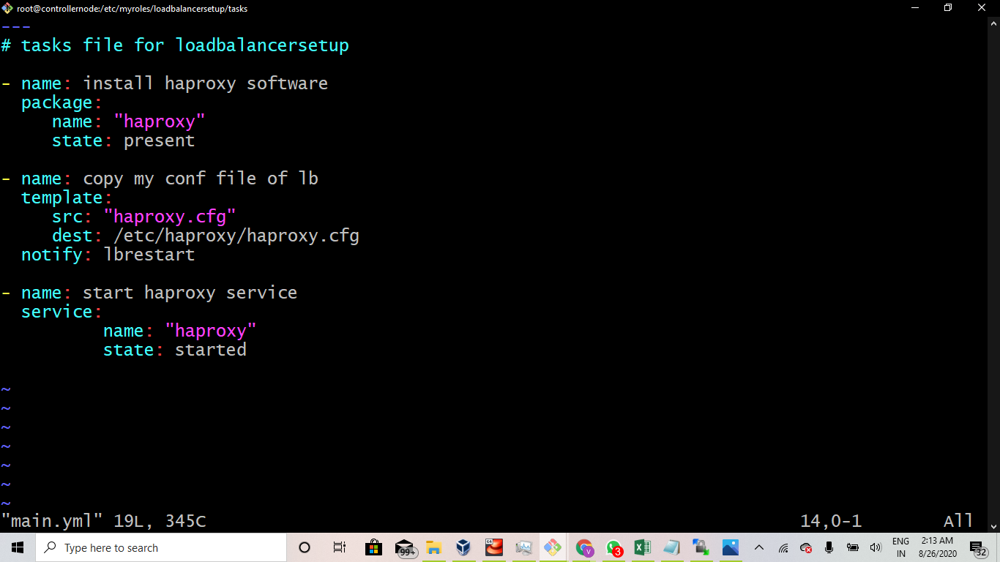 root@controllernode:/etc/myroles/loadbalancersetup/tasks
---
# tasks file for loadbalancersetup
- name: install haproxy software
  package:
     name: "haproxy"
     state: present
- name: copy my conf file of lb
  template:
     src: "haproxy.cfg"
     dest: /etc/haproxy/haproxy.cfg
  notify: lbrestart
- name: start haproxy service
  service:
          name: "haproxy"
          state: started
~
~
~
~
~
~
~
"main.yml" 19L, 345C 14,0-1 All
Type here to search 99+ 64 V 3 ENG IN 2:13 AM 8/26/2020 32